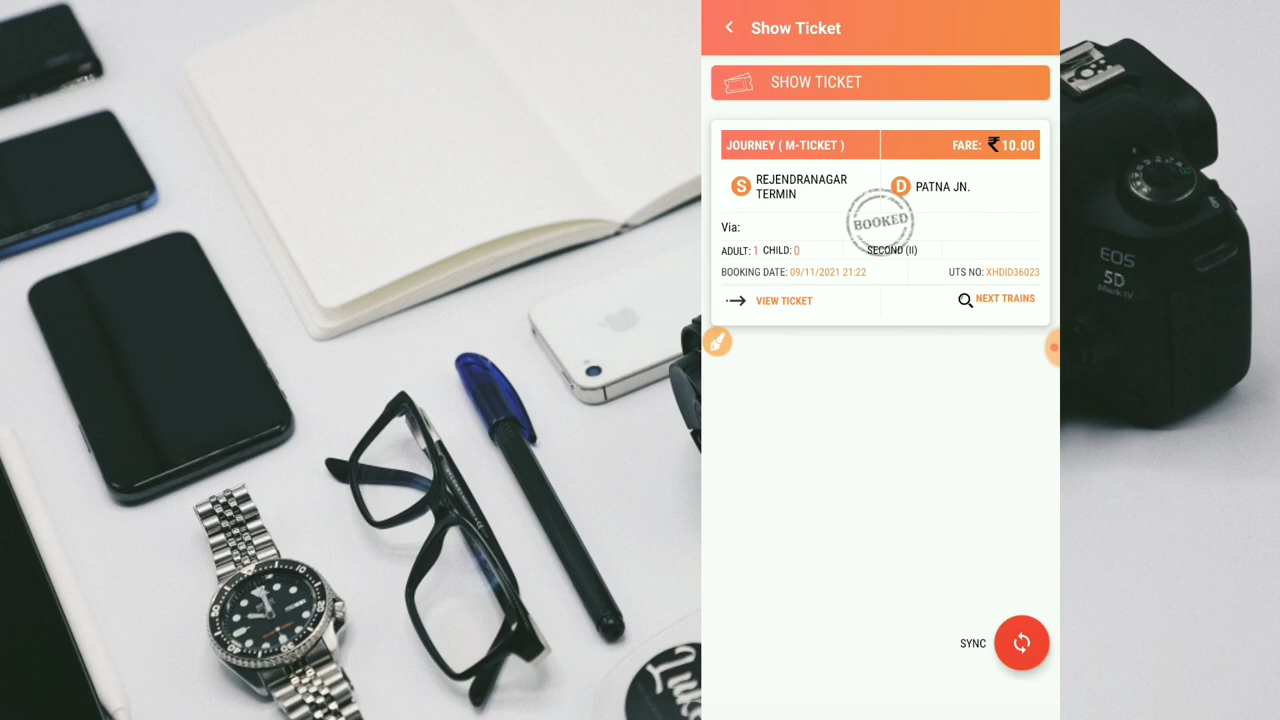 Show Ticket
SHOW TICKET
JOURNEY ( M-TICKET )
FARE: ₹10.00
S REJENDRANAGAR
TERMIN
D PATNA JN.
BOOKED
Via:
ADULT: 1 CHILD: 0
SECOND (II)
BOOKING DATE: 09/11/2021 21:22
UTS NO: XHDID36023
VIEW TICKET
NEXT TRAINS
SYNC
EOS
5D
Mark IV